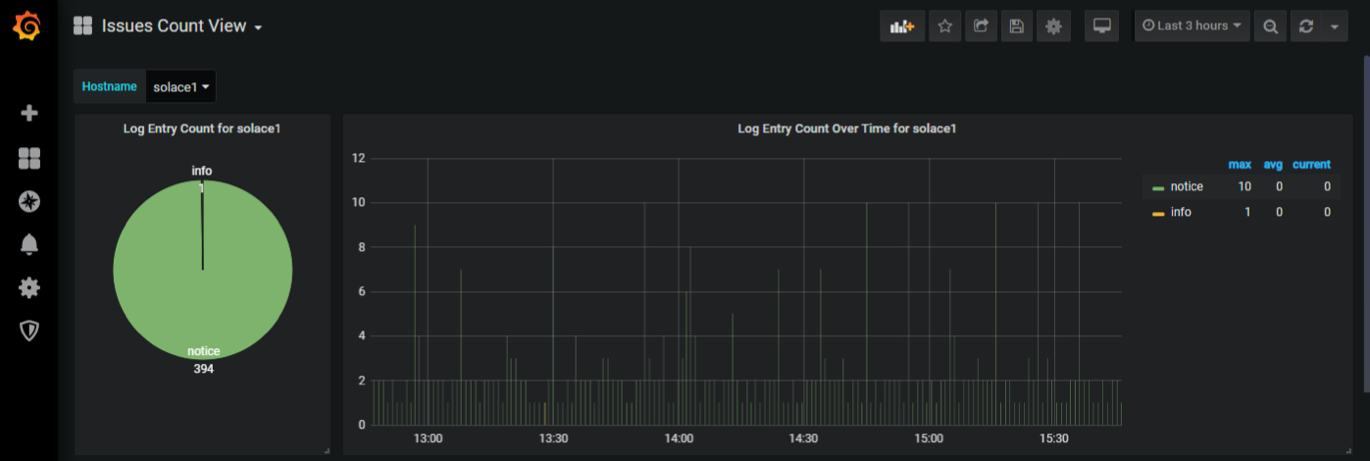 Issues Count View
Last 3 hours
Hostname solace1
Log Entry Count for solace1
info
1
notice
394
Log Entry Count Over Time for solace1
12
10
8
6
4
2
0
13:00 13:30 14:00 14:30 15:00 15:30
max avg current
notice 10 0 0
info 1 0 0